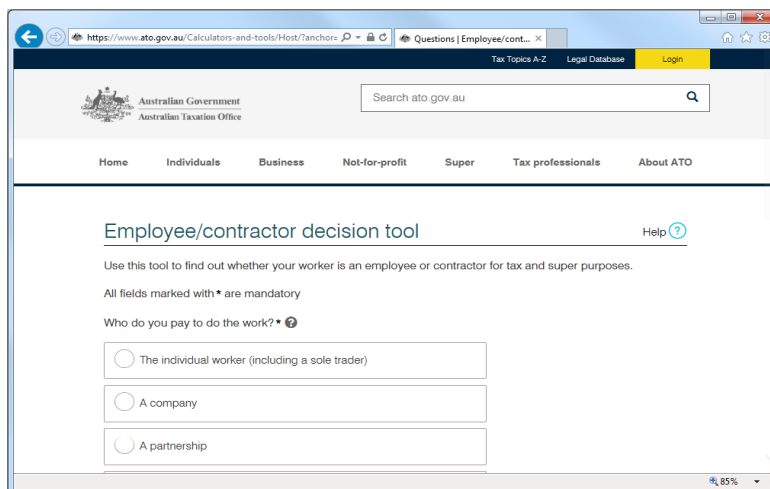 https://www.ato.gov.au/Calculators-and-tools/Host/?anchor=
Questions | Employee/cont...
Tax Topics A-Z Legal Database Login
Australian Government
Australian Taxation Office
Search ato.gov.au
Home Individuals Business Not-for-profit Super Tax professionals About ATO
Employee/contractor decision tool
Help ?
Use this tool to find out whether your worker is an employee or contractor for tax and super purposes.
All fields marked with * are mandatory
Who do you pay to do the work? * ?
The individual worker (including a sole trader)
A company
A partnership
85%